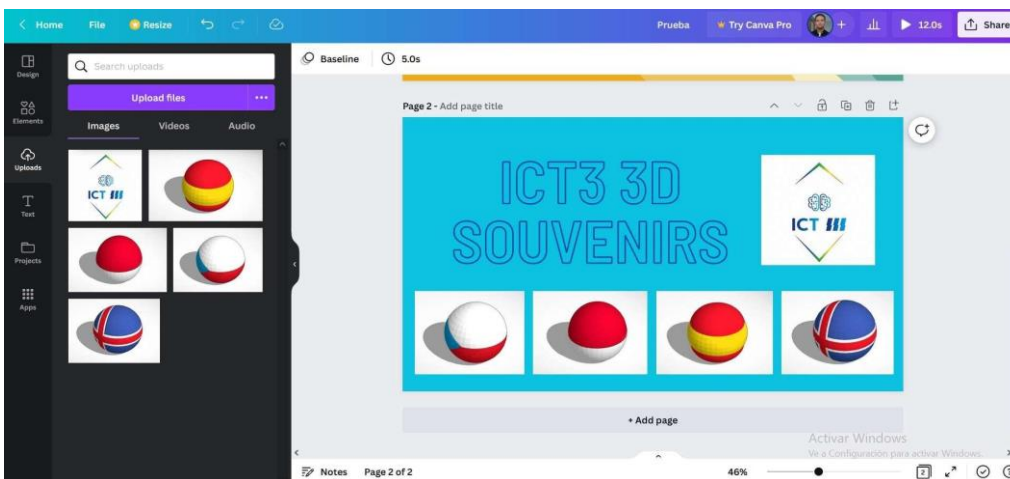 Home File Resize Prueba Try Canva Pro + 12.0s Share
Design
Elements
Uploads
Text
Projects
Apps
Search uploads
Upload files
Images Videos Audio
ICT III
Baseline 5.0s
Page 2 - Add page title
ICT3 3D
SOUVENIRS
ICT III
+ Add page
Activar Windows
Ve a Configuración para activar Windows.
Notes Page 2 of 2 46% 2